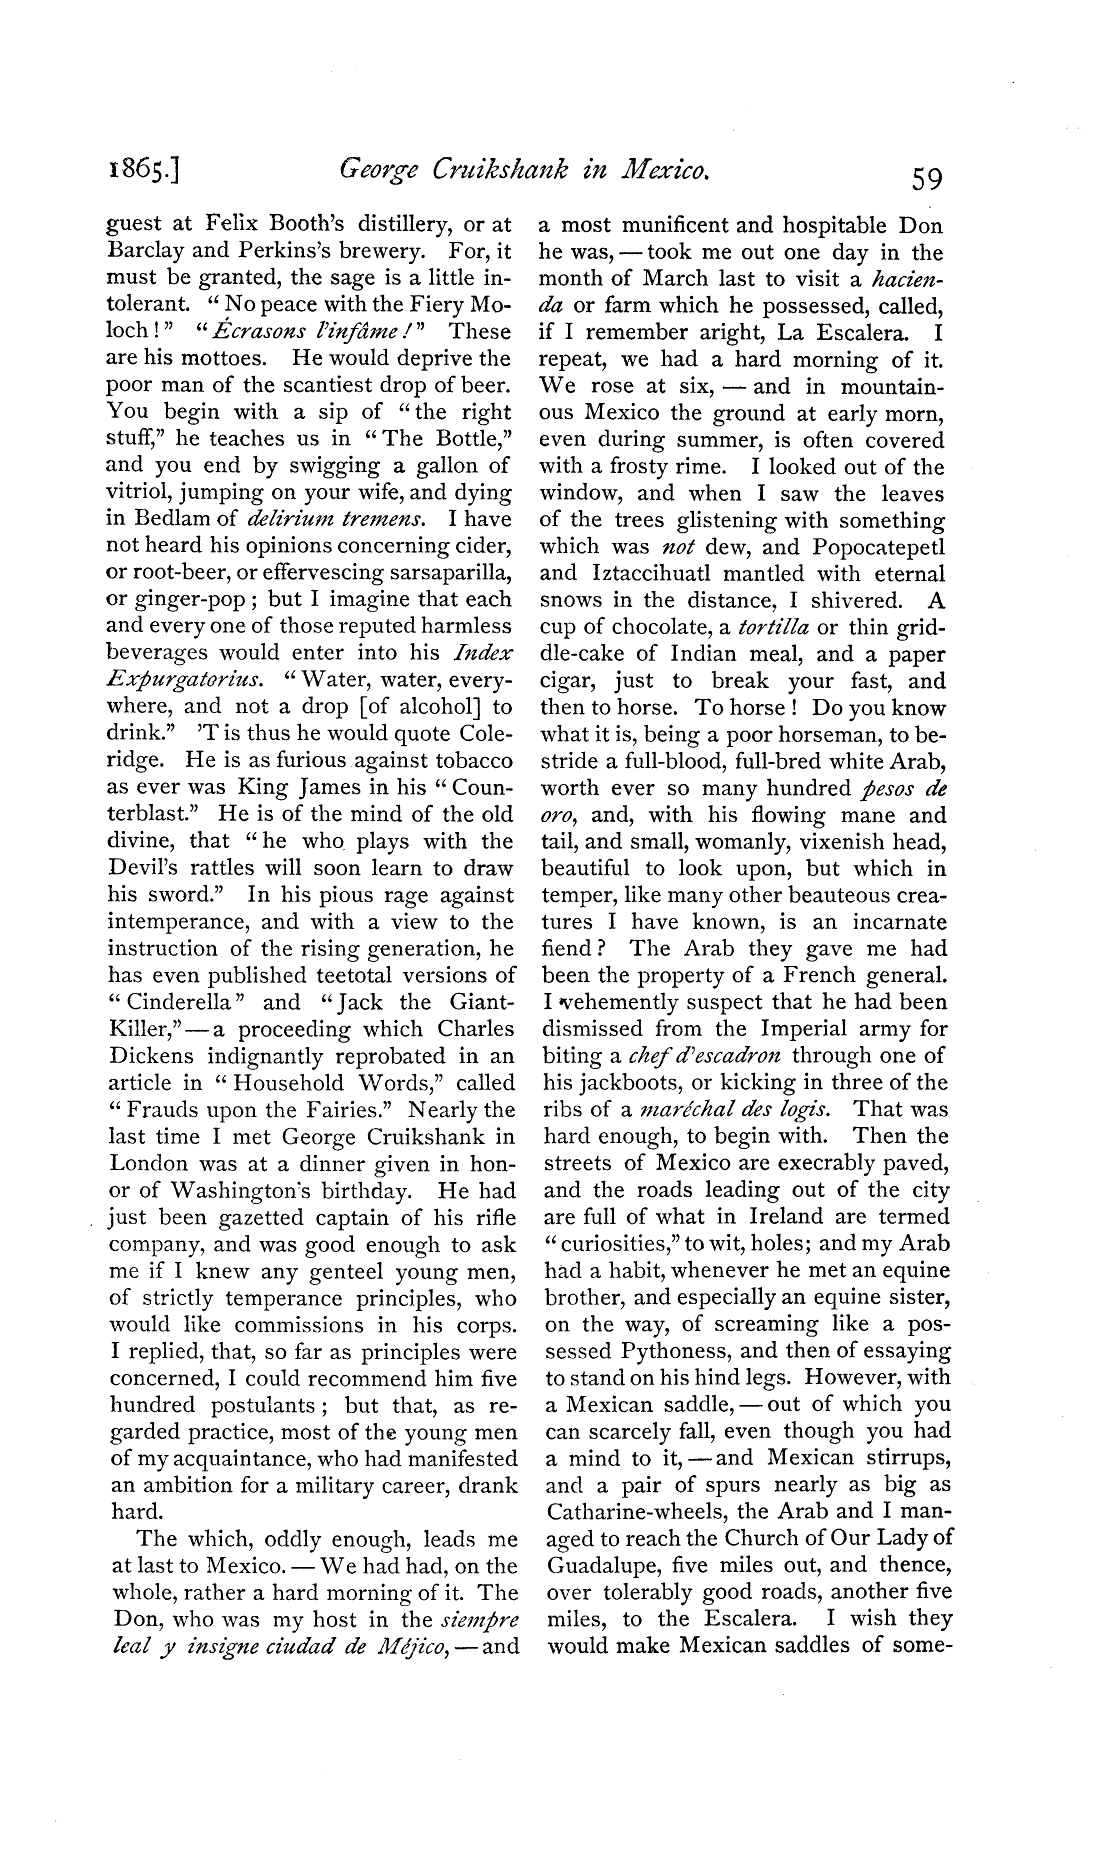 1865.] George Cruikshank in Mexico. 59
guest at Felix Booth's distillery, or at
Barclay and Perkins's brewery. For, it
must be granted, the sage is a little in-
tolerant. “ No peace with the Fiery Mo-
loch ! ” “ Écrasons l'infâme ! ” These
are his mottoes. He would deprive the
poor man of the scantiest drop of beer.
You begin with a sip of “ the right
stuff,” he teaches us in “ The Bottle,”
and you end by swigging a gallon of
vitriol, jumping on your wife, and dying
in Bedlam of delirium tremens. I have
not heard his opinions concerning cider,
or root-beer, or effervescing sarsaparilla,
or ginger-pop ; but I imagine that each
and every one of those reputed harmless
beverages would enter into his Index
Expurgatorius. “ Water, water, every-
where, and not a drop [of alcohol] to
drink.” 'T is thus he would quote Cole-
ridge. He is as furious against tobacco
as ever was King James in his “ Coun-
terblast.” He is of the mind of the old
divine, that “ he who plays with the
Devil's rattles will soon learn to draw
his sword.” In his pious rage against
intemperance, and with a view to the
instruction of the rising generation, he
has even published teetotal versions of
“ Cinderella ” and “ Jack the Giant-
Killer,” — a proceeding which Charles
Dickens indignantly reprobated in an
article in “ Household Words,” called
“ Frauds upon the Fairies.” Nearly the
last time I met George Cruikshank in
London was at a dinner given in hon-
or of Washington's birthday. He had
just been gazetted captain of his rifle
company, and was good enough to ask
me if I knew any genteel young men,
of strictly temperance principles, who
would like commissions in his corps.
I replied, that, so far as principles were
concerned, I could recommend him five
hundred postulants ; but that, as re-
garded practice, most of the young men
of my acquaintance, who had manifested
an ambition for a military career, drank
hard.
The which, oddly enough, leads me
at last to Mexico. — We had had, on the
whole, rather a hard morning of it. The
Don, who was my host in the siempre
leal y insigne ciudad de Méjico, — and
a most munificent and hospitable Don
he was, — took me out one day in the
month of March last to visit a hacien-
da or farm which he possessed, called,
if I remember aright, La Escalera. I
repeat, we had a hard morning of it.
We rose at six, — and in mountain-
ous Mexico the ground at early morn,
even during summer, is often covered
with a frosty rime. I looked out of the
window, and when I saw the leaves
of the trees glistening with something
which was not dew, and Popocatepetl
and Iztaccihuatl mantled with eternal
snows in the distance, I shivered. A
cup of chocolate, a tortilla or thin grid-
dle-cake of Indian meal, and a paper
cigar, just to break your fast, and
then to horse. To horse ! Do you know
what it is, being a poor horseman, to be-
stride a full-blood, full-bred white Arab,
worth ever so many hundred pesos de
oro, and, with his flowing mane and
tail, and small, womanly, vixenish head,
beautiful to look upon, but which in
temper, like many other beauteous crea-
tures I have known, is an incarnate
fiend ? The Arab they gave me had
been the property of a French general.
I vehemently suspect that he had been
dismissed from the Imperial army for
biting a chef d'escadron through one of
his jackboots, or kicking in three of the
ribs of a maréchal des logis. That was
hard enough, to begin with. Then the
streets of Mexico are execrably paved,
and the roads leading out of the city
are full of what in Ireland are termed
“ curiosities,” to wit, holes; and my Arab
had a habit, whenever he met an equine
brother, and especially an equine sister,
on the way, of screaming like a pos-
sessed Pythoness, and then of essaying
to stand on his hind legs. However, with
a Mexican saddle, — out of which you
can scarcely fall, even though you had
a mind to it, — and Mexican stirrups,
and a pair of spurs nearly as big as
Catharine-wheels, the Arab and I man-
aged to reach the Church of Our Lady of
Guadalupe, five miles out, and thence,
over tolerably good roads, another five
miles, to the Escalera. I wish they
would make Mexican saddles of some-